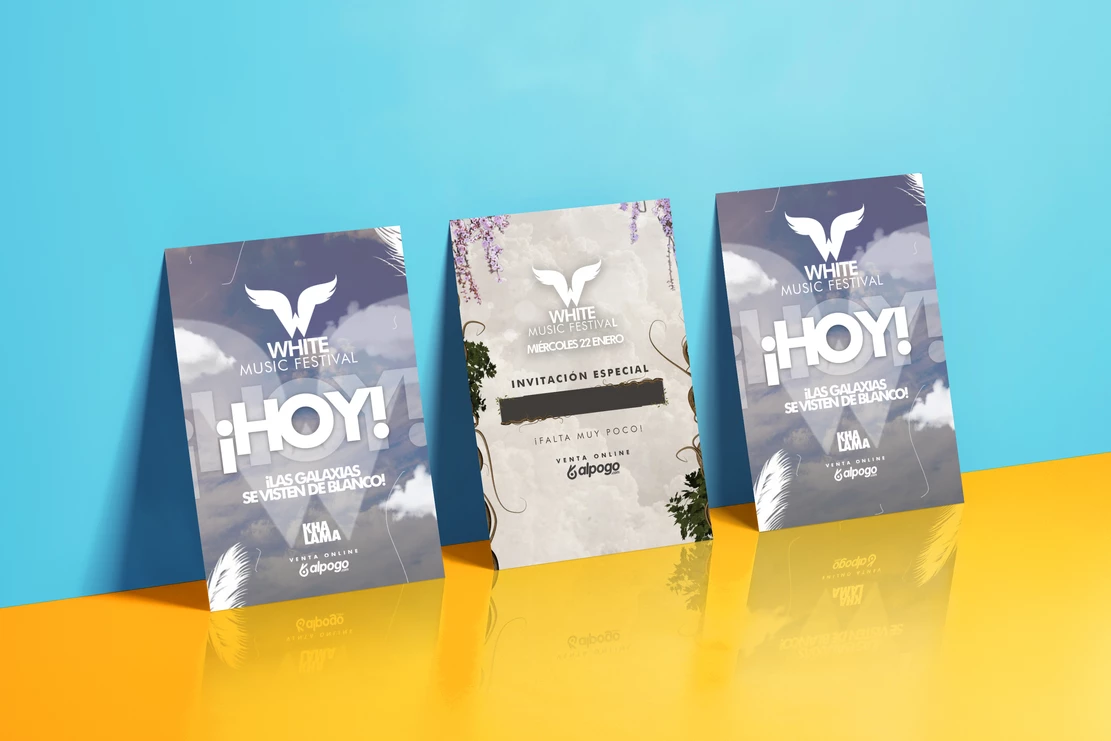 WHITE
MUSIC FESTIVAL
¡HOY!
¡LAS GALAXIAS
SE VISTEN DE BLANCO!
KHA
LAMA
VENTA ONLINE
alpogo
WHITE
MUSIC FESTIVAL
MIÉRCOLES 22 ENERO
INVITACIÓN ESPECIAL
¡FALTA MUY POCO!
VENTA ONLINE
alpogo
WHITE
MUSIC FESTIVAL
¡HOY!
¡LAS GALAXIAS
SE VISTEN DE BLANCO!
KHA
LAMA
VENTA ONLINE
alpogo